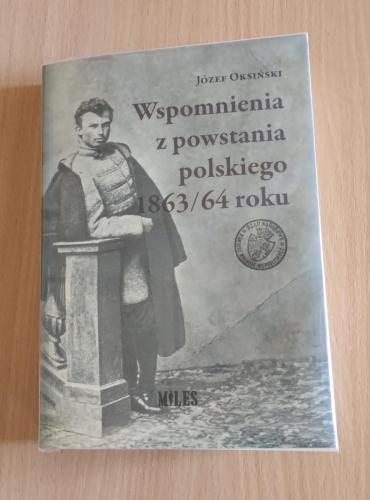 Józef Oksiński
Wspomnienia
z powstania
polskiego
1863/64 roku
MILES